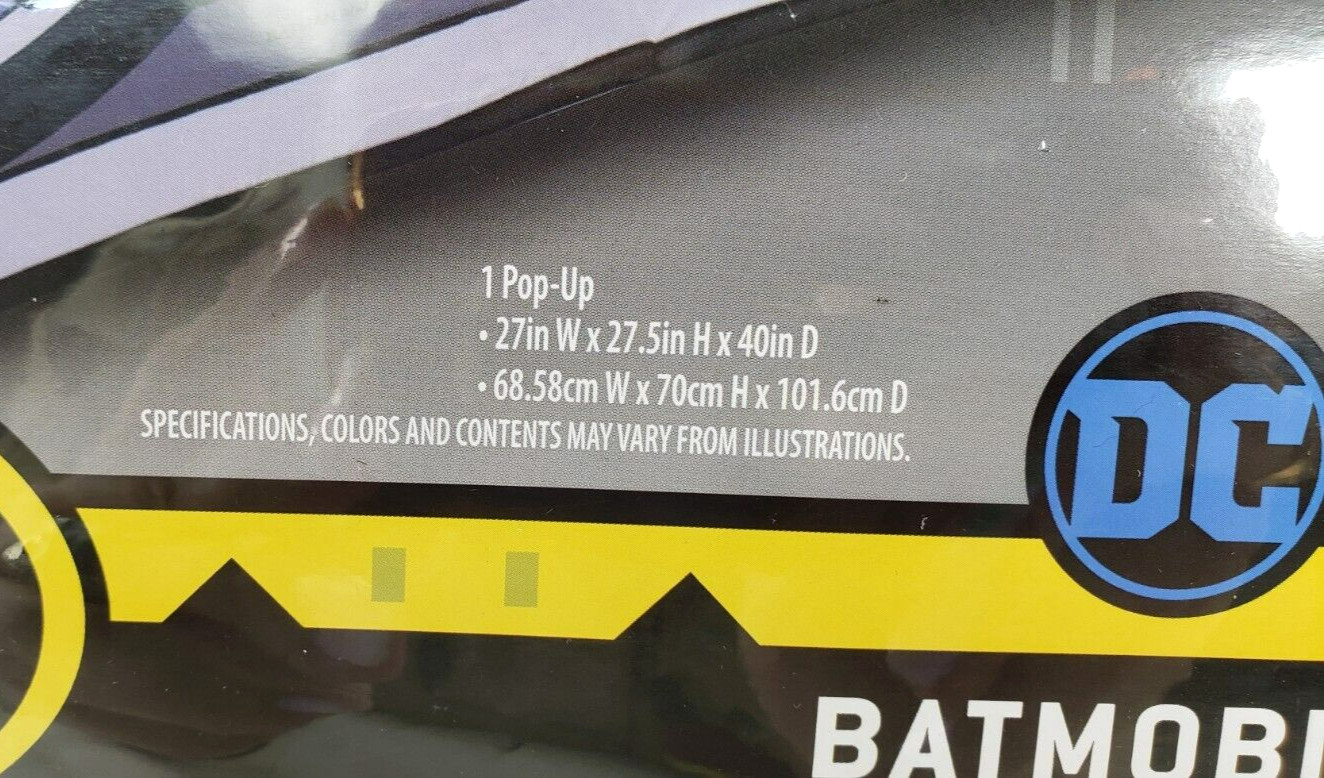 1 Pop-Up
• 27in W x 27.5in H x 40in D
• 68.58cm W x 70cm H x 101.6cm D
SPECIFICATIONS, COLORS AND CONTENTS MAY VARY FROM ILLUSTRATIONS.
DC
BATMOBI